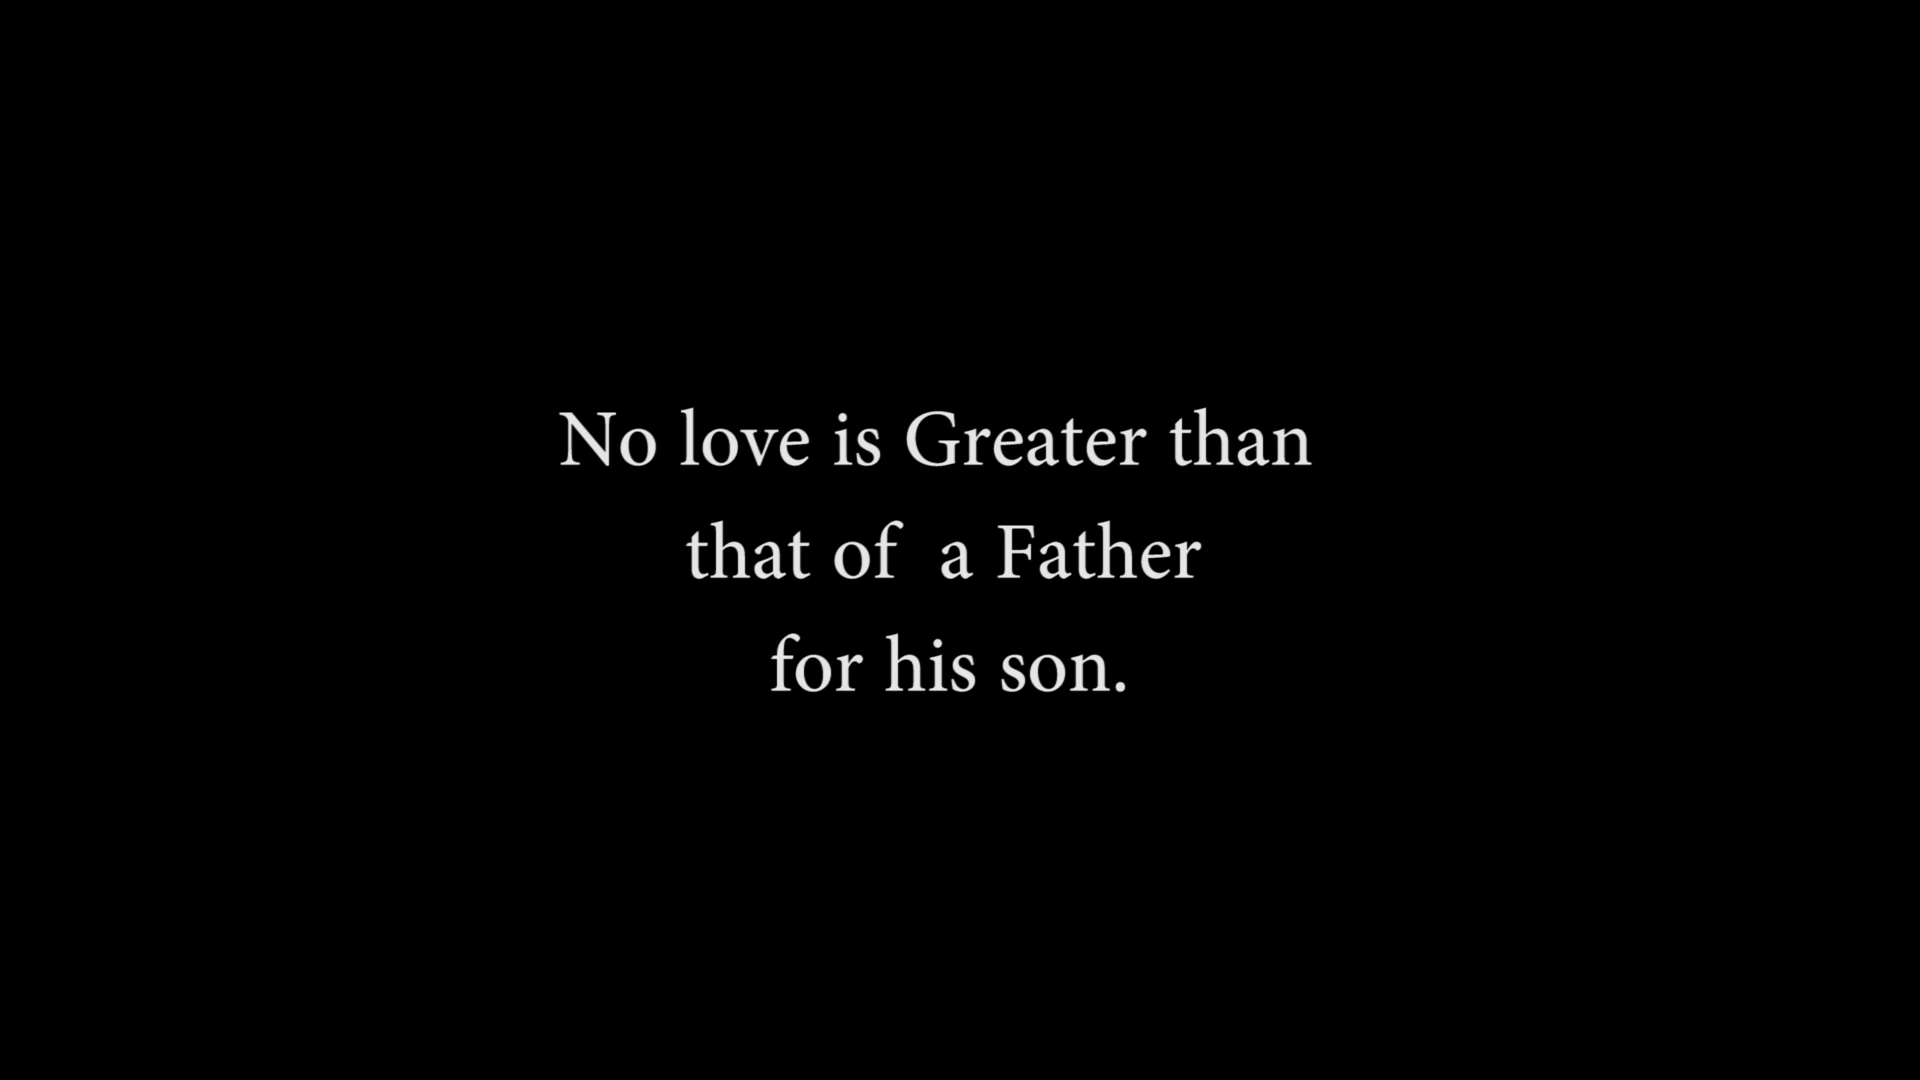 No love is Greater than
that of  a Father
for his son.